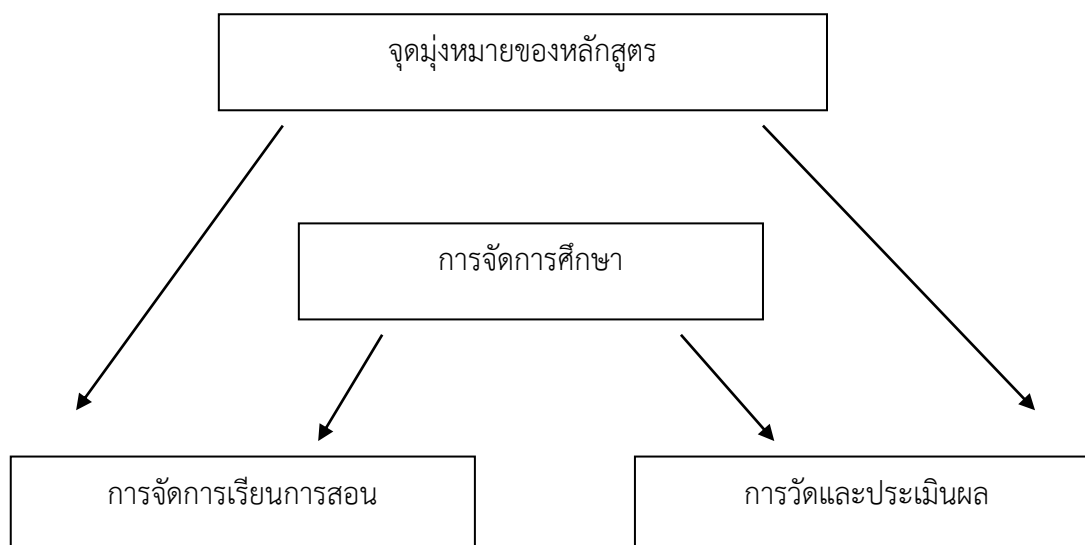 จุดมุ่งหมายของหลักสูตร
การจัดการศึกษา
การจัดการเรียนการสอน
การวัดและประเมินผล